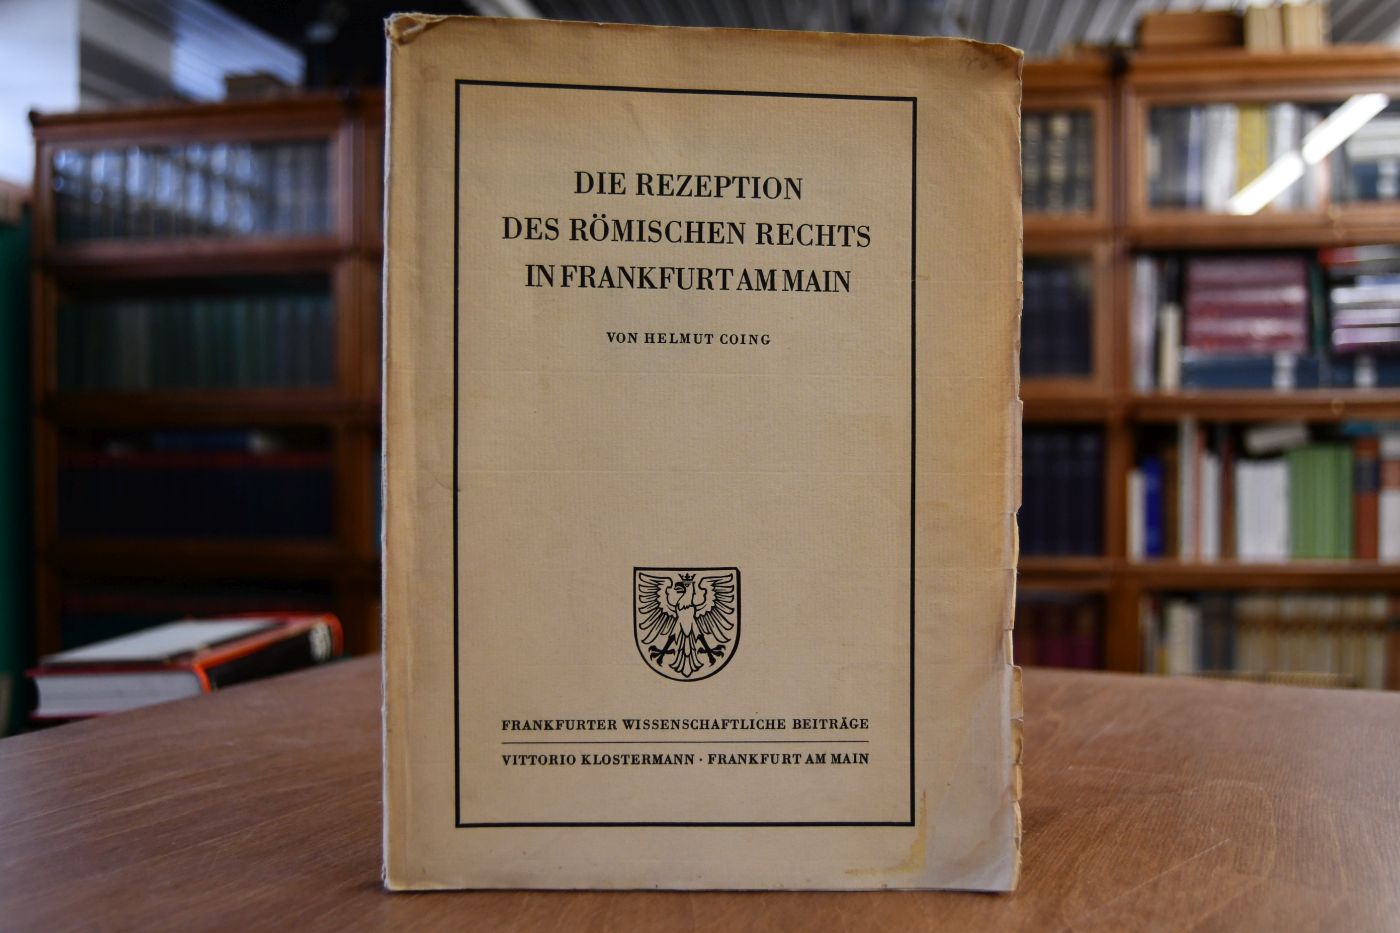 DIE REZEPTION
DES RÖMISCHEN RECHTS
IN FRANKFURT AM MAIN
VON HELMUT COING
FRANKFURTER WISSENSCHAFTLICHE BEITRÄGE
VITTORIO KLOSTERMANN · FRANKFURT AM MAIN